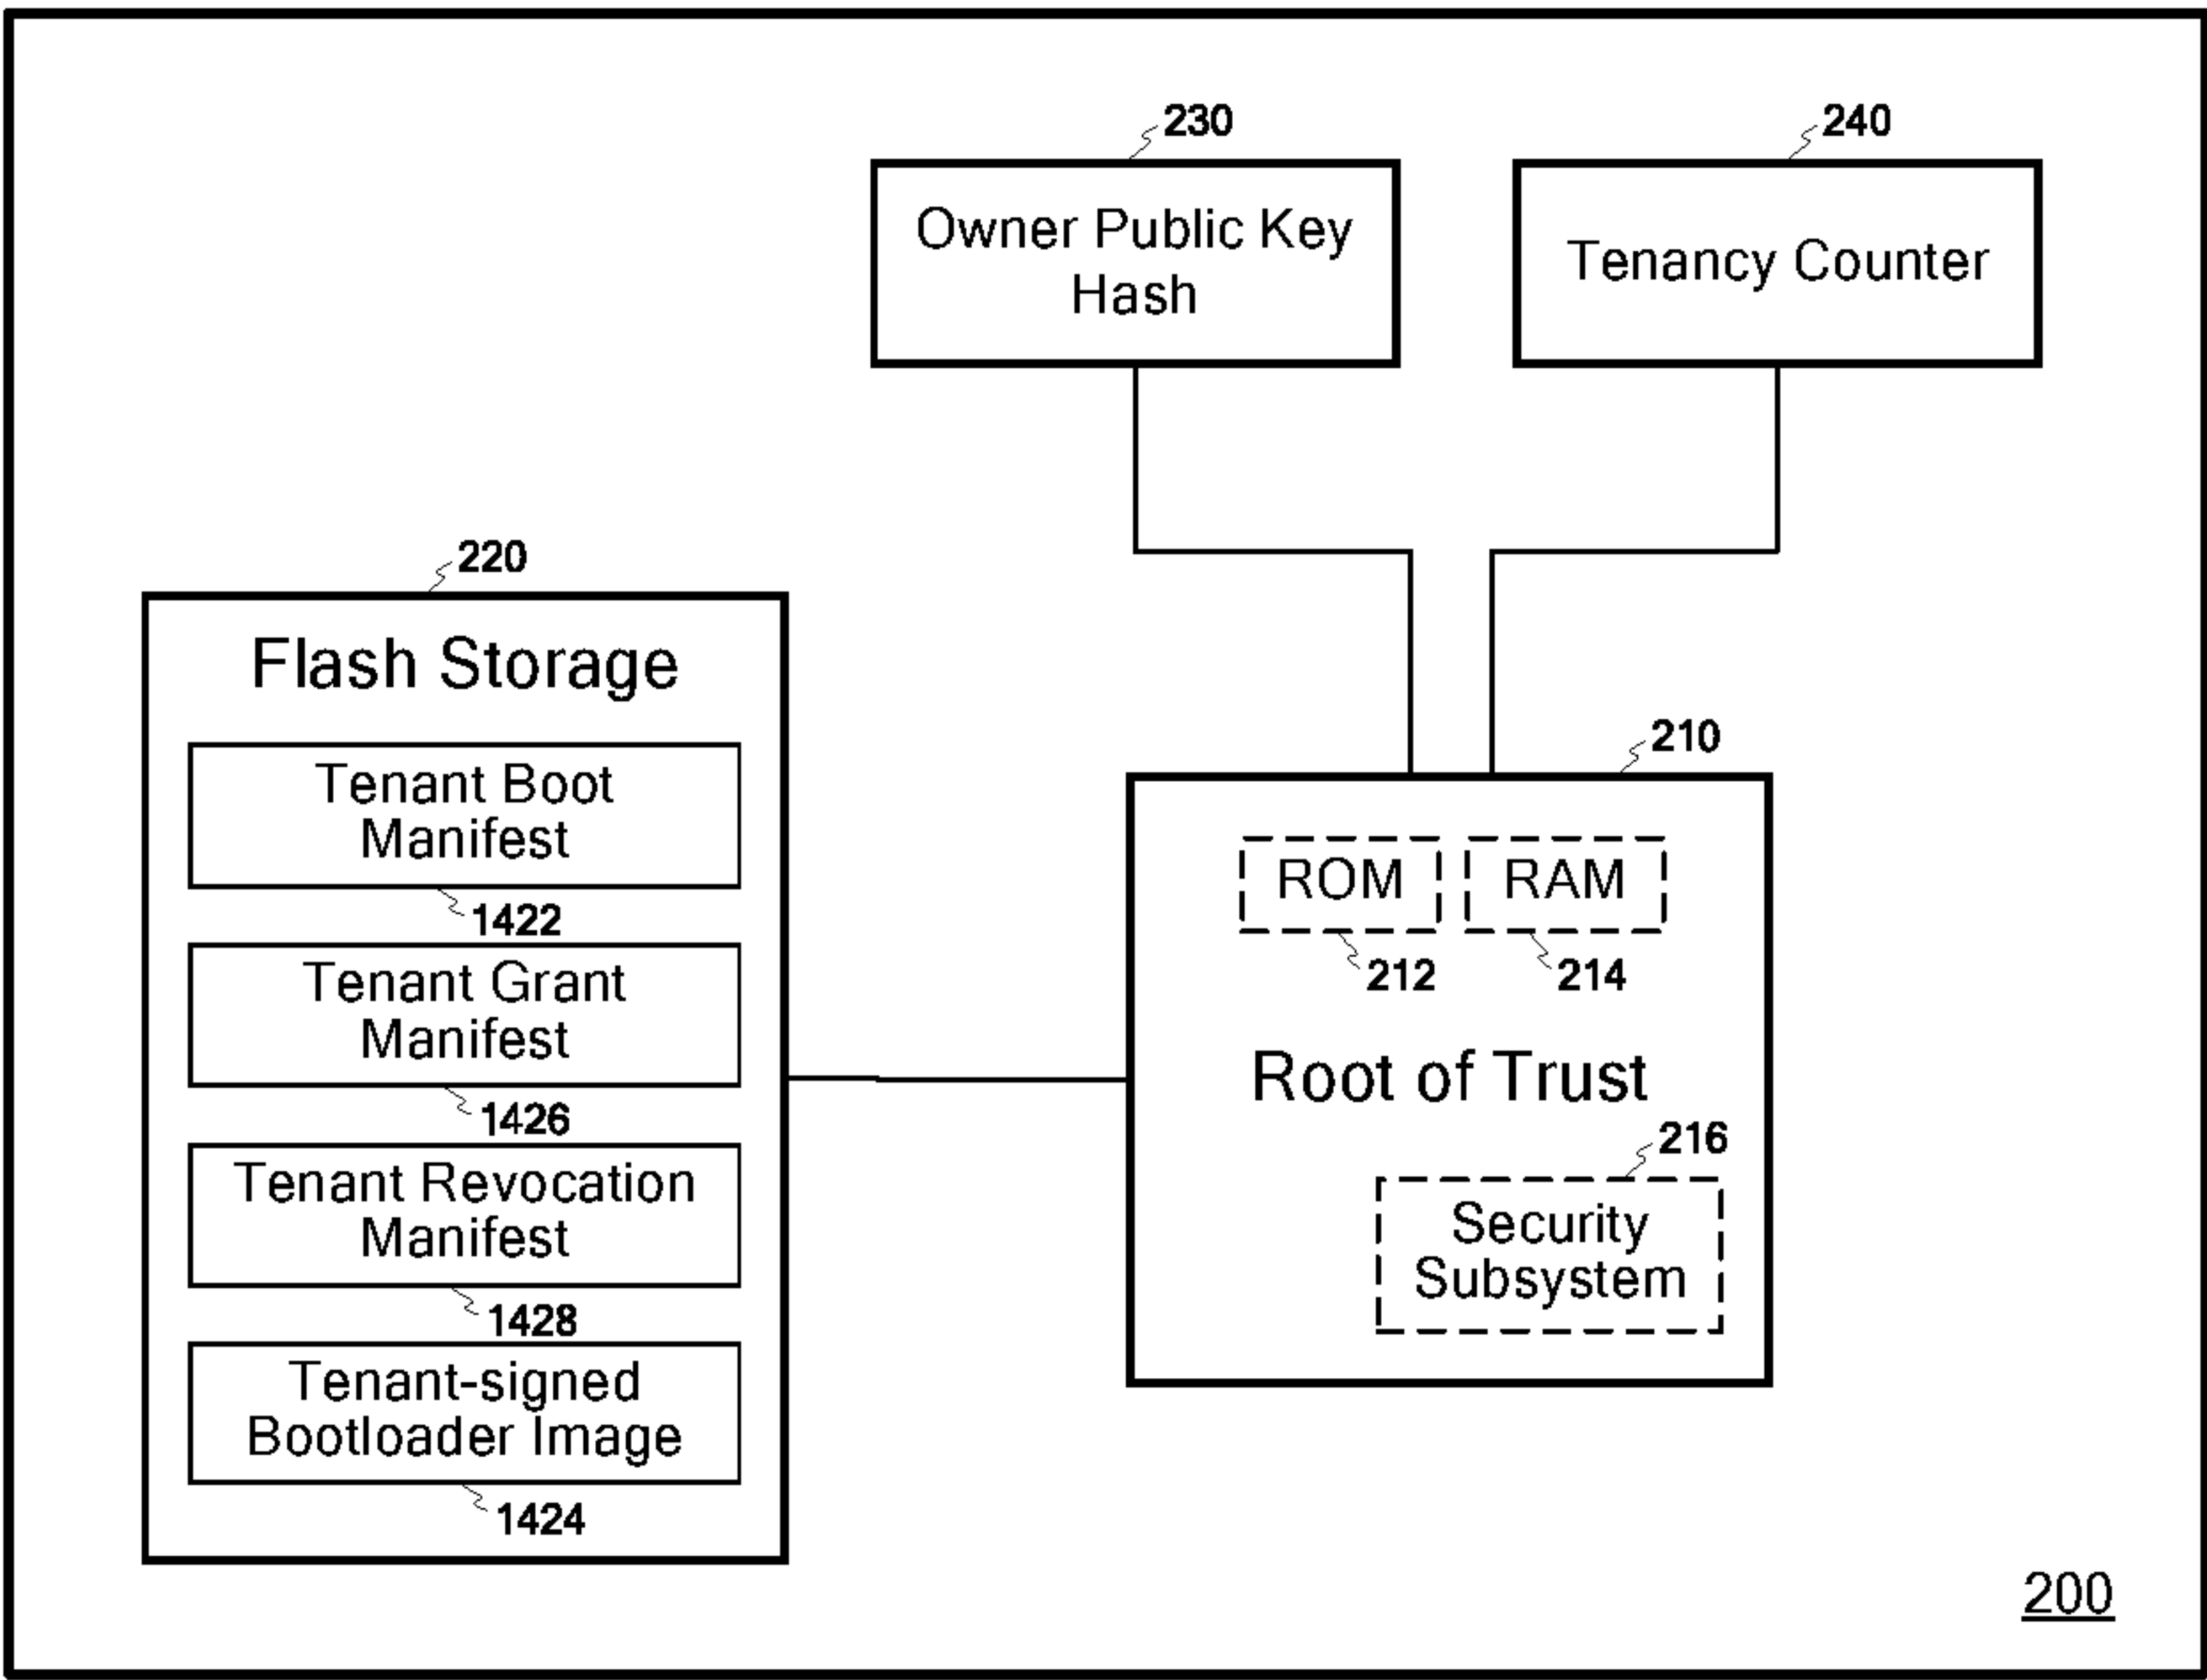 230
Owner Public Key
Hash
240
Tenancy Counter
220
Flash Storage
Tenant Boot
Manifest
1422
Tenant Grant
Manifest
1426
Tenant Revocation
Manifest
1428
Tenant-signed
Bootloader Image
1424
210
ROM
212
RAM
214
Root of Trust
216
Security
Subsystem
200